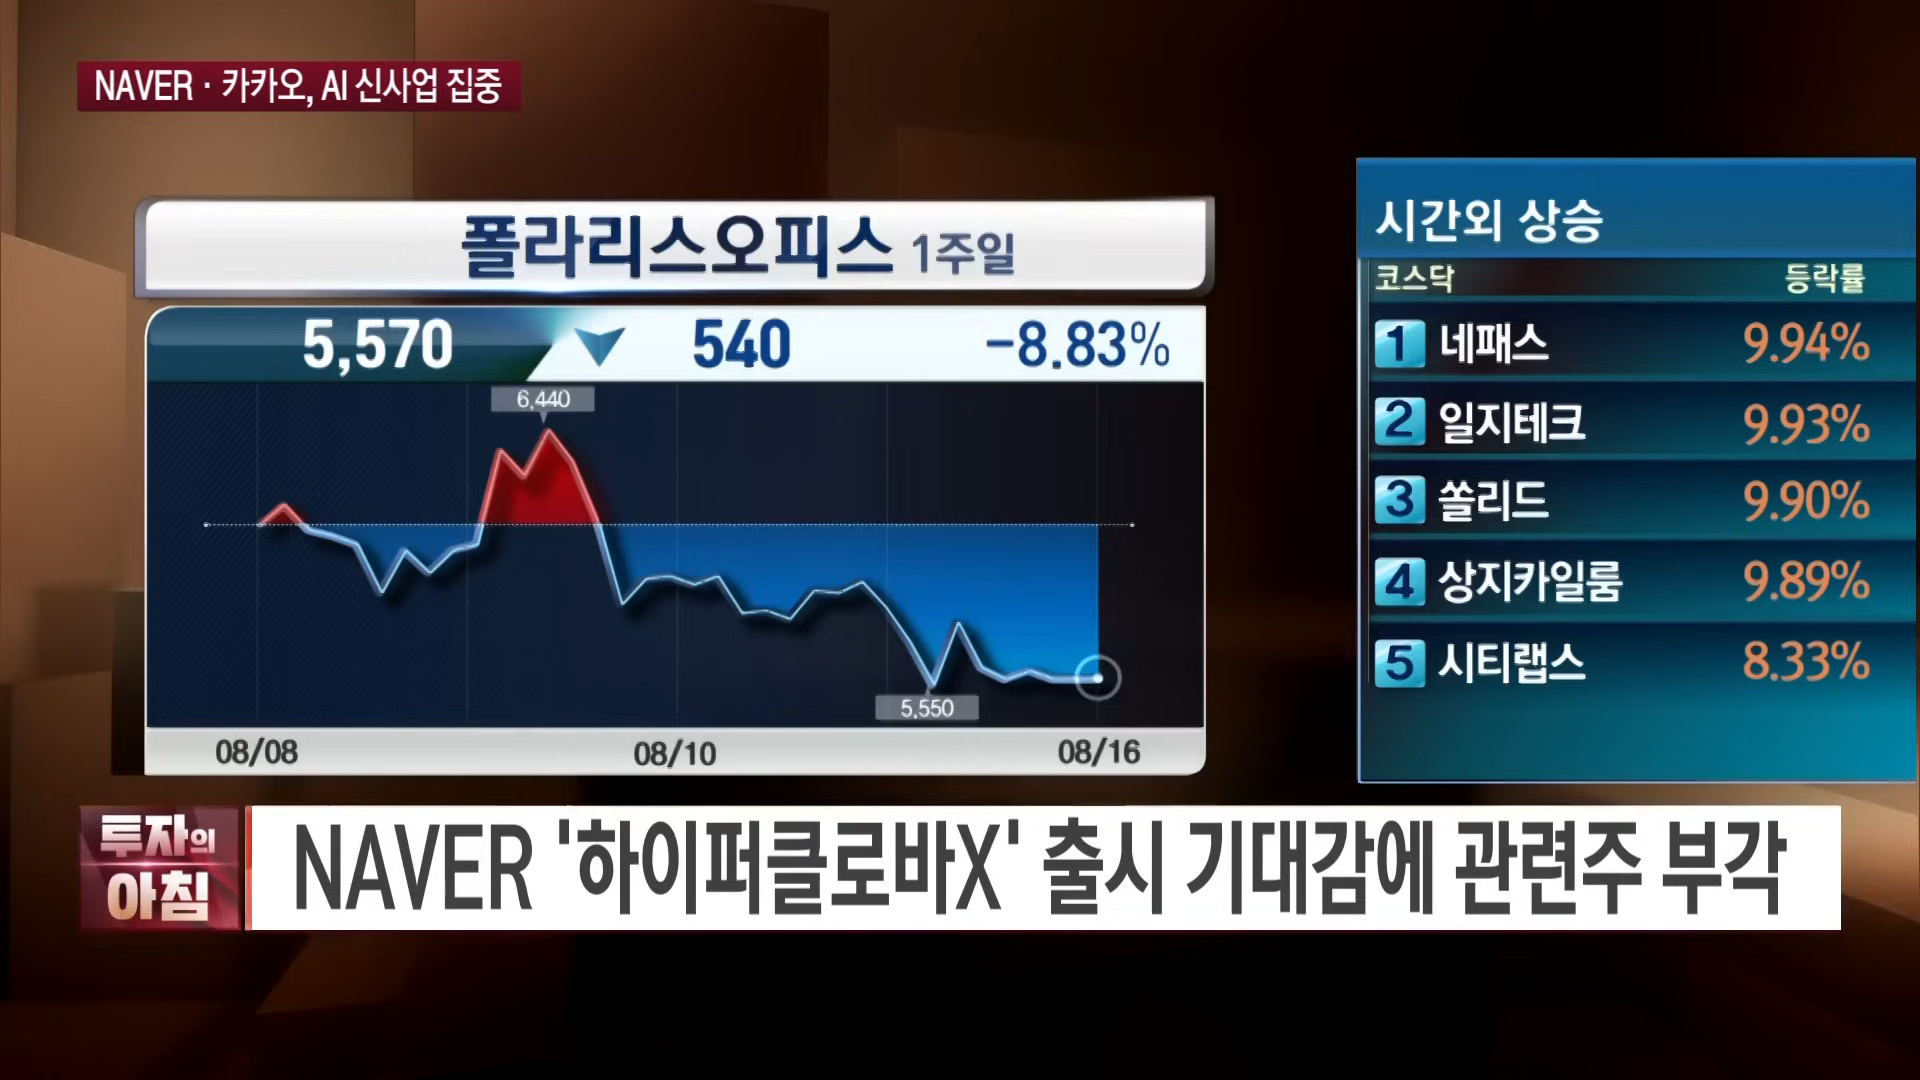 NAVER · 카카오, AI 신사업 집중
폴라리스오피스 1주일
5,570 540 -8.83%
6,440
5,550
08/08 08/10 08/16
시간외 상승
코스닥 등락률
1 네패스 9.94%
2 일지테크 9.93%
3 쏠리드 9.90%
4 상지카일룸 9.89%
5 시티랩스 8.33%
투자의
아침
NAVER '하이퍼클로바X' 출시 기대감에 관련주 부각